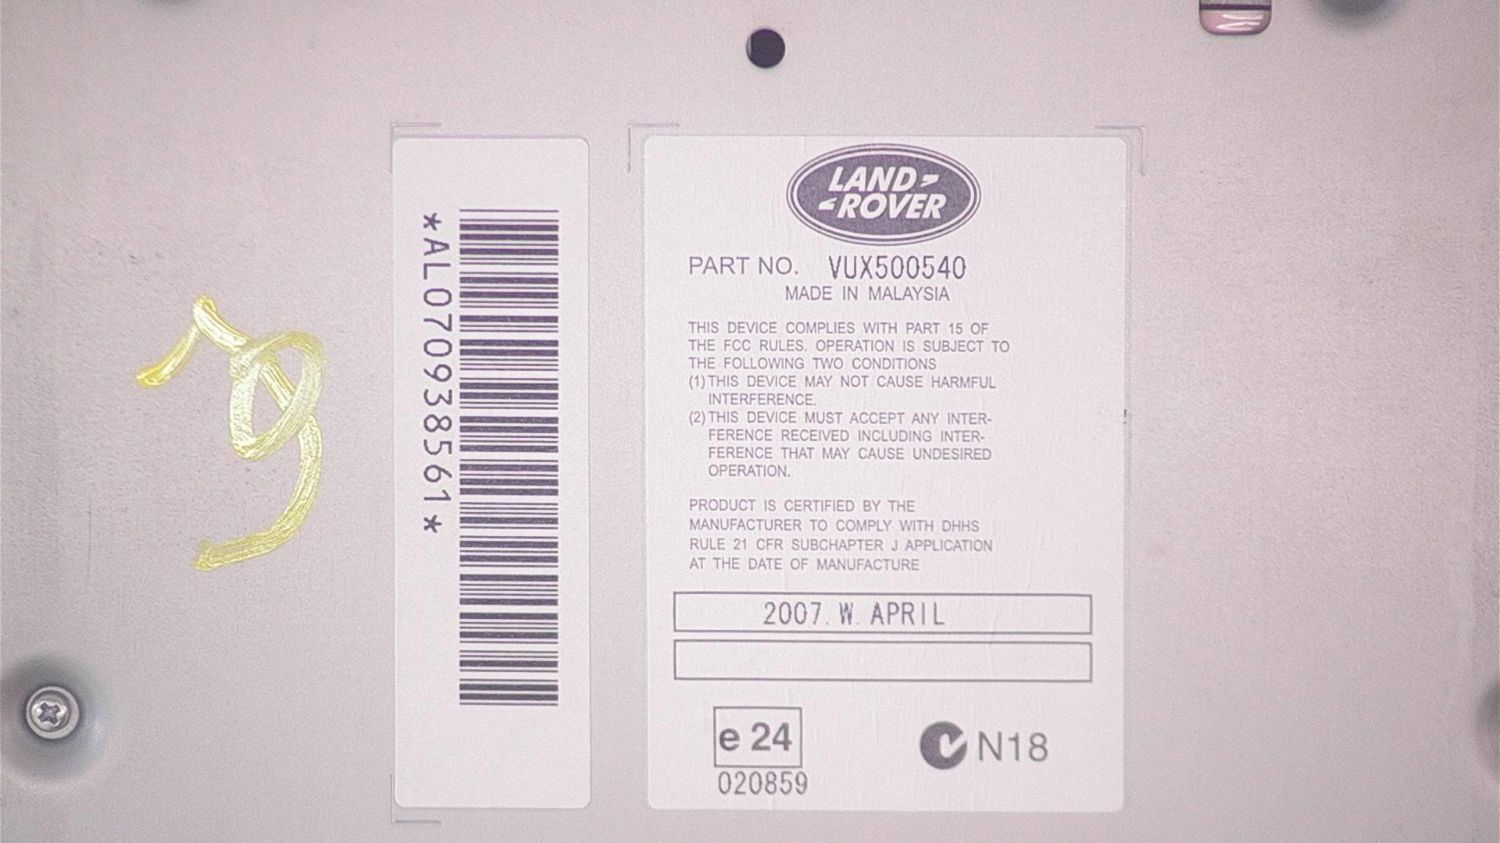 *AL070938561*
LAND
ROVER
PART NO. VUX500540
MADE IN MALAYSIA
THIS DEVICE COMPLIES WITH PART 15 OF
THE FCC RULES. OPERATION IS SUBJECT TO
THE FOLLOWING TWO CONDITIONS
(1) THIS DEVICE MAY NOT CAUSE HARMFUL
INTERFERENCE.
(2) THIS DEVICE MUST ACCEPT ANY INTER-
FERENCE RECEIVED INCLUDING INTER-
FERENCE THAT MAY CAUSE UNDESIRED
OPERATION.
PRODUCT IS CERTIFIED BY THE
MANUFACTURER TO COMPLY WITH DHHS
RULE 21 CFR SUBCHAPTER J APPLICATION
AT THE DATE OF MANUFACTURE
2007. W. APRIL
e 24
020859
N18